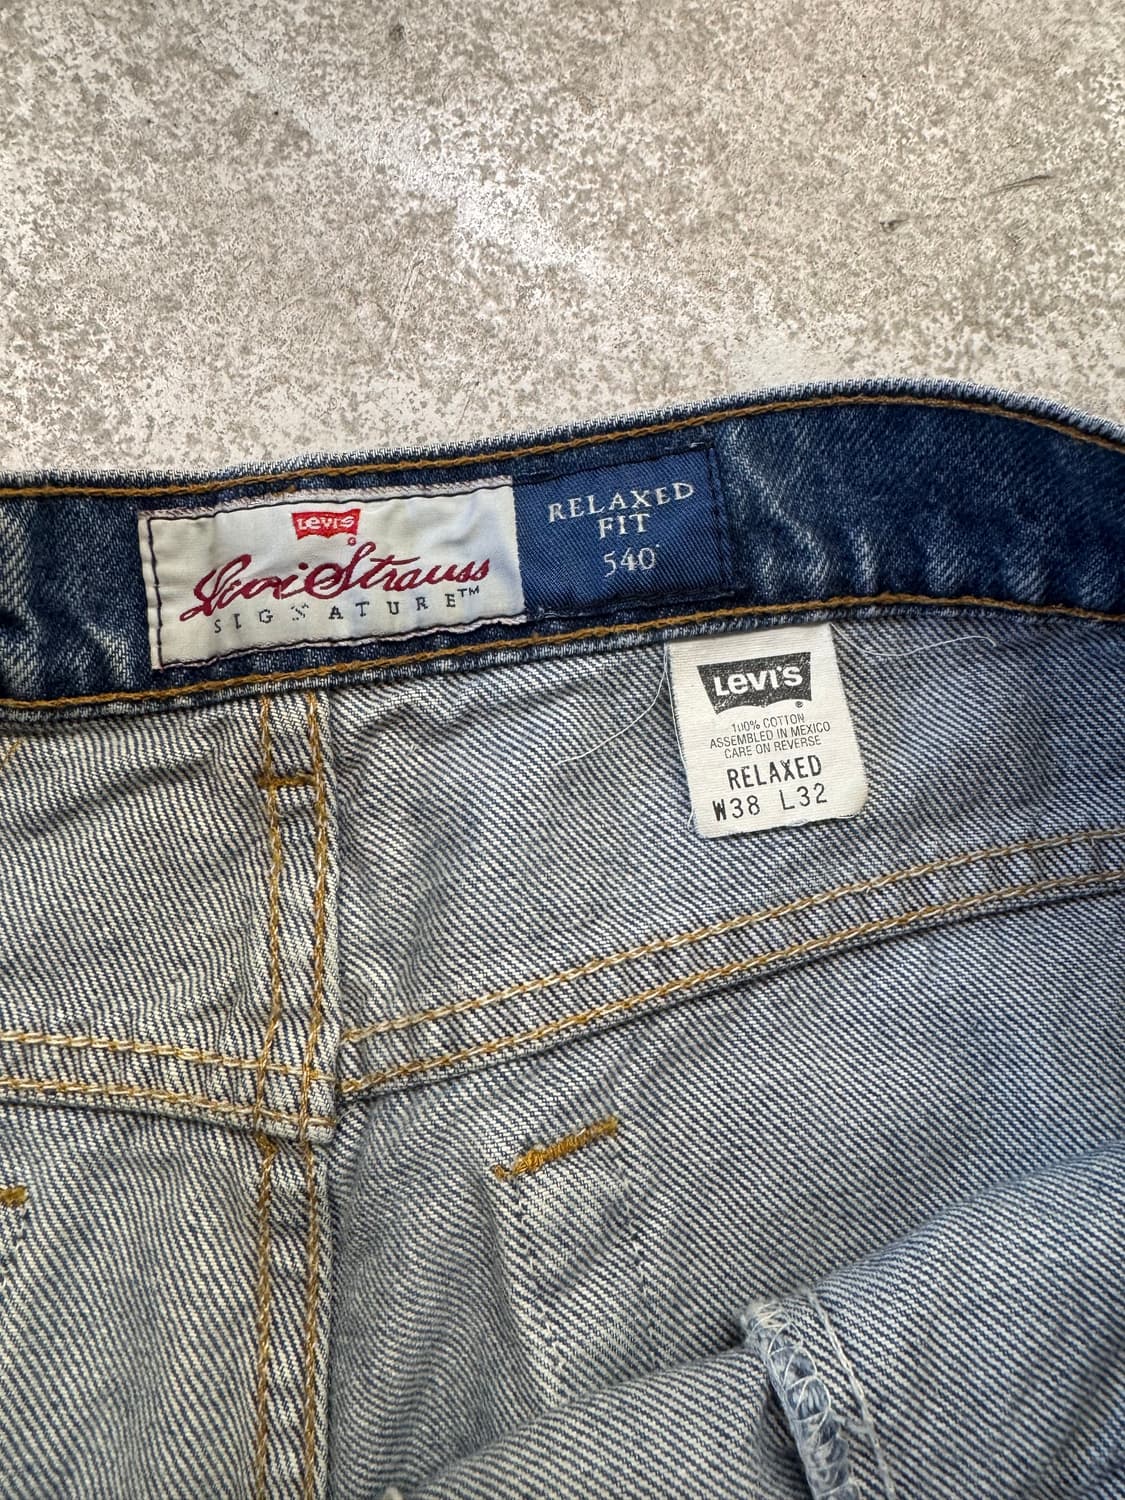 Levi's
®
Levi Strauss
SIGNATURE™
RELAXED
FIT
540®
LEVI'S
®
100% COTTON
ASSEMBLED IN MEXICO
CARE ON REVERSE
RELAXED
W38 L32